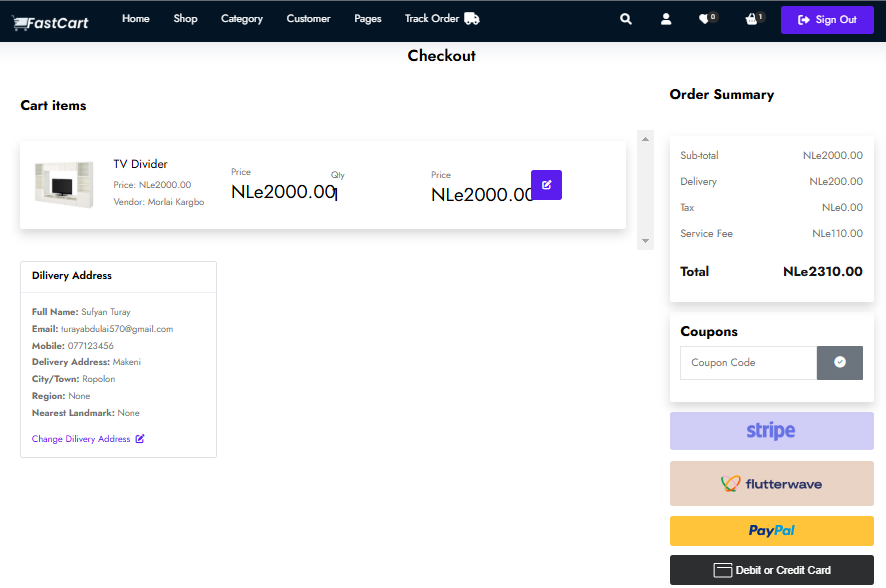 FastCart
Home Shop Category Customer Pages Track Order 0 1 Sign Out
Checkout
Cart items
TV Divider
Price: NLe2000.00
Vendor: Morlai Kargbo
Price
NLe2000.00
Qty
1
Price
NLe2000.00
Dilivery Address
Full Name: Sufyan Turay
Email: turayabdulai570@gmail.com
Mobile: 077123456
Delivery Address: Makeni
City/Town: Ropolon
Region: None
Nearest Landmark: None
Change Dilivery Address
Order Summary
Sub-total NLe2000.00
Delivery NLe200.00
Tax NLe0.00
Service Fee NLe110.00
Total NLe2310.00
Coupons
Coupon Code
stripe
flutterwave
PayPal
Debit or Credit Card